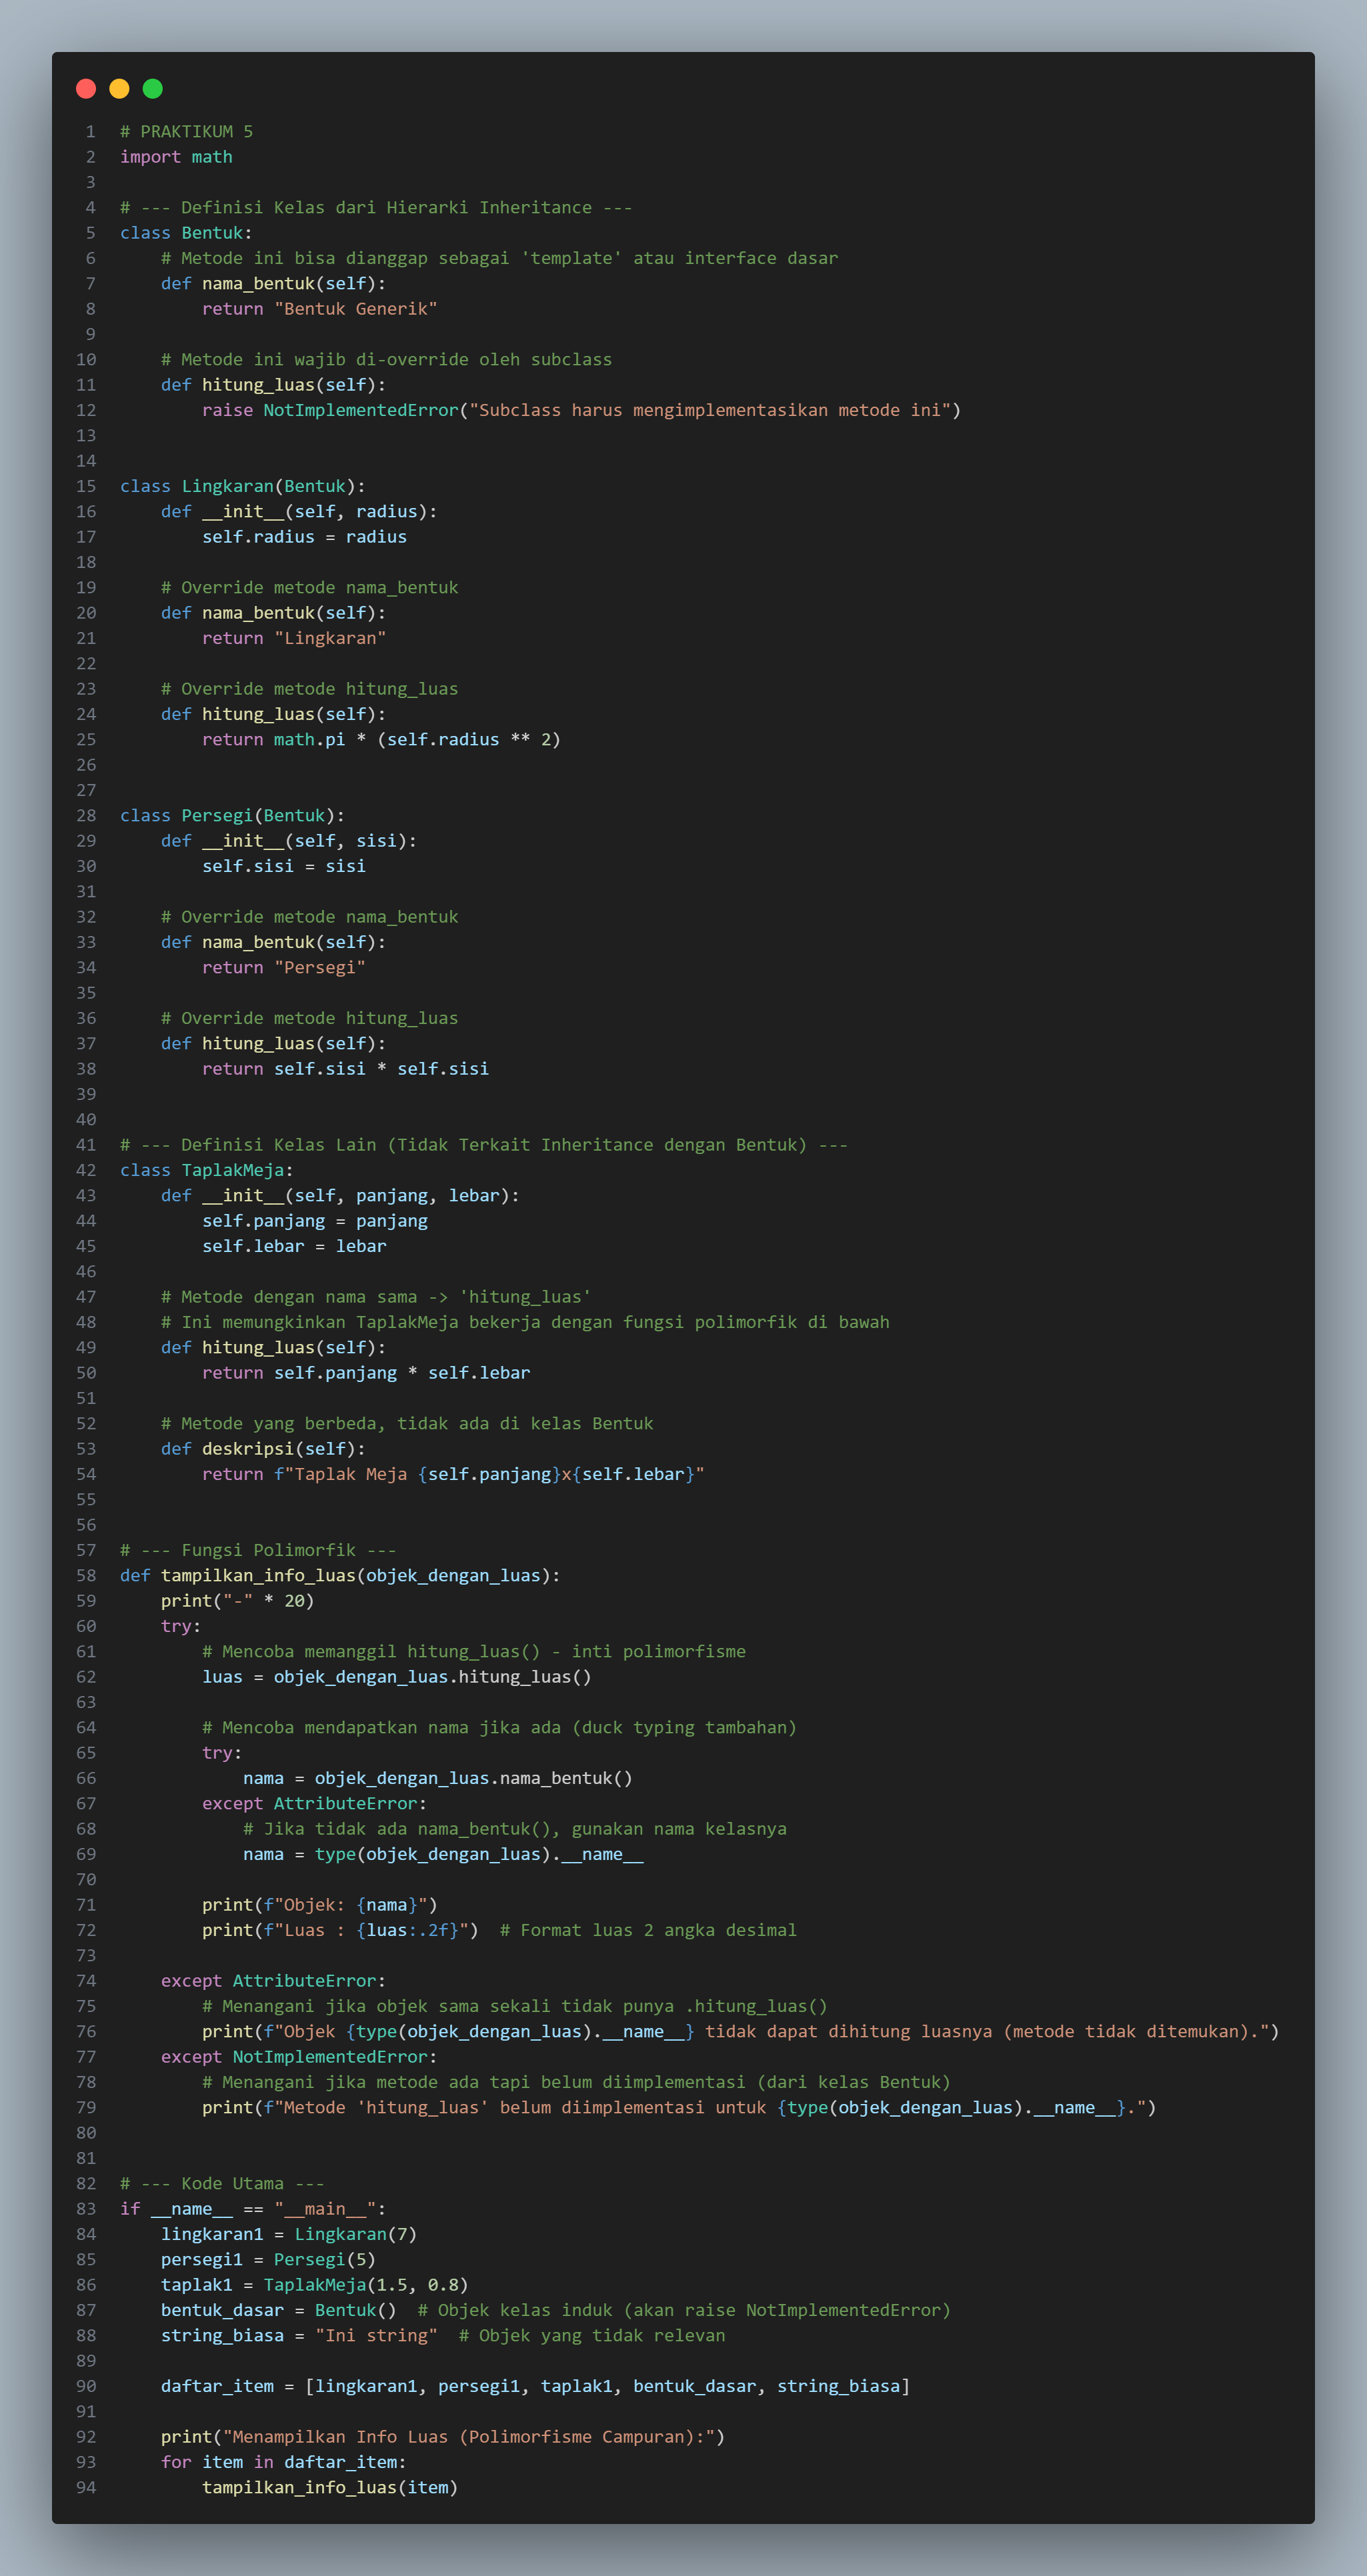 1 # PRAKTIKUM 5
2 import math
3
4 # --- Definisi Kelas dari Hierarki Inheritance ---
5 class Bentuk:
6     # Metode ini bisa dianggap sebagai 'template' atau interface dasar
7     def nama_bentuk(self):
8         return "Bentuk Generik"
9
10     # Metode ini wajib di-override oleh subclass
11     def hitung_luas(self):
12         raise NotImplementedError("Subclass harus mengimplementasikan metode ini")
13
14
15 class Lingkaran(Bentuk):
16     def __init__(self, radius):
17         self.radius = radius
18
19     # Override metode nama_bentuk
20     def nama_bentuk(self):
21         return "Lingkaran"
22
23     # Override metode hitung_luas
24     def hitung_luas(self):
25         return math.pi * (self.radius ** 2)
26
27
28 class Persegi(Bentuk):
29     def __init__(self, sisi):
30         self.sisi = sisi
31
32     # Override metode nama_bentuk
33     def nama_bentuk(self):
34         return "Persegi"
35
36     # Override metode hitung_luas
37     def hitung_luas(self):
38         return self.sisi * self.sisi
39
40
41 # --- Definisi Kelas Lain (Tidak Terkait Inheritance dengan Bentuk) ---
42 class TaplakMeja:
43     def __init__(self, panjang, lebar):
44         self.panjang = panjang
45         self.lebar = lebar
46
47     # Metode dengan nama sama -> 'hitung_luas'
48     # Ini memungkinkan TaplakMeja bekerja dengan fungsi polimorfik di bawah
49     def hitung_luas(self):
50         return self.panjang * self.lebar
51
52     # Metode yang berbeda, tidak ada di kelas Bentuk
53     def deskripsi(self):
54         return f"Taplak Meja {self.panjang}x{self.lebar}"
55
56
57 # --- Fungsi Polimorfik ---
58 def tampilkan_info_luas(objek_dengan_luas):
59     print("-" * 20)
60     try:
61         # Mencoba memanggil hitung_luas() - inti polimorfisme
62         luas = objek_dengan_luas.hitung_luas()
63
64         # Mencoba mendapatkan nama jika ada (duck typing tambahan)
65         try:
66             nama = objek_dengan_luas.nama_bentuk()
67         except AttributeError:
68             # Jika tidak ada nama_bentuk(), gunakan nama kelasnya
69             nama = type(objek_dengan_luas).__name__
70
71         print(f"Objek: {nama}")
72         print(f"Luas : {luas:.2f}")  # Format luas 2 angka desimal
73
74     except AttributeError:
75         # Menangani jika objek sama sekali tidak punya .hitung_luas()
76         print(f"Objek {type(objek_dengan_luas).__name__} tidak dapat dihitung luasnya (metode tidak ditemukan).")
77     except NotImplementedError:
78         # Menangani jika metode ada tapi belum diimplementasi (dari kelas Bentuk)
79         print(f"Metode 'hitung_luas' belum diimplementasi untuk {type(objek_dengan_luas).__name__}.")
80
81
82 # --- Kode Utama ---
83 if __name__ == "__main__":
84     lingkaran1 = Lingkaran(7)
85     persegi1 = Persegi(5)
86     taplak1 = TaplakMeja(1.5, 0.8)
87     bentuk_dasar = Bentuk()  # Objek kelas induk (akan raise NotImplementedError)
88     string_biasa = "Ini string"  # Objek yang tidak relevan
89
90     daftar_item = [lingkaran1, persegi1, taplak1, bentuk_dasar, string_biasa]
91
92     print("Menampilkan Info Luas (Polimorfisme Campuran):")
93     for item in daftar_item:
94         tampilkan_info_luas(item)